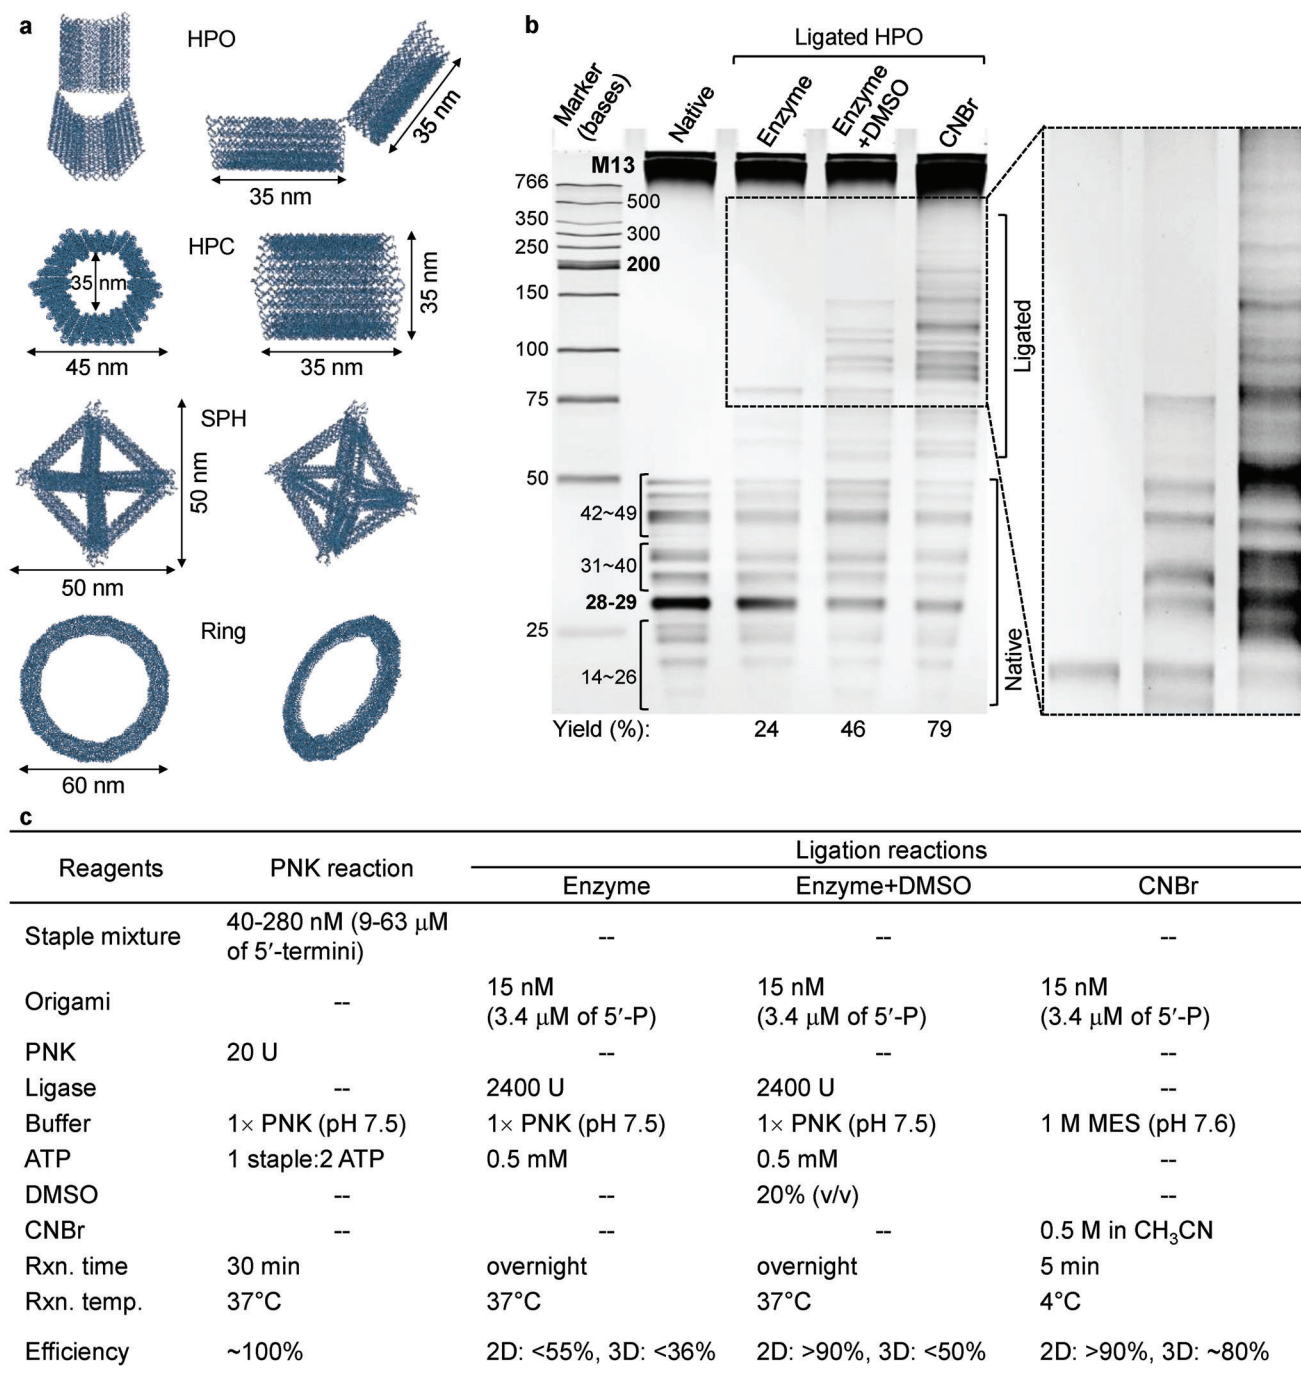 a
HPO
35 nm
35 nm
HPC
35 nm
45 nm
35 nm
35 nm
SPH
50 nm
50 nm
Ring
60 nm
b
Ligated HPO
Marker
(bases)
Native
Enzyme
Enzyme
+DMSO
CNBr
M13
766
500
350
300
250
200
150
100
75
50
42~49
31~40
28-29
25
14~26
Ligated
Native
Yield (%): 24 46 79
c
Reagents PNK reaction Ligation reactions
Enzyme Enzyme+DMSO CNBr
Staple mixture 40-280 nM (9-63 μM of 5′-termini) -- -- --
Origami -- 15 nM (3.4 μM of 5′-P) 15 nM (3.4 μM of 5′-P) 15 nM (3.4 μM of 5′-P)
PNK 20 U -- -- --
Ligase -- 2400 U 2400 U --
Buffer 1× PNK (pH 7.5) 1× PNK (pH 7.5) 1× PNK (pH 7.5) 1 M MES (pH 7.6)
ATP 1 staple:2 ATP 0.5 mM 0.5 mM --
DMSO -- -- 20% (v/v) --
CNBr -- -- -- 0.5 M in CH₃CN
Rxn. time 30 min overnight overnight 5 min
Rxn. temp. 37°C 37°C 37°C 4°C
Efficiency ~100% 2D: <55%, 3D: <36% 2D: >90%, 3D: <50% 2D: >90%, 3D: ~80%